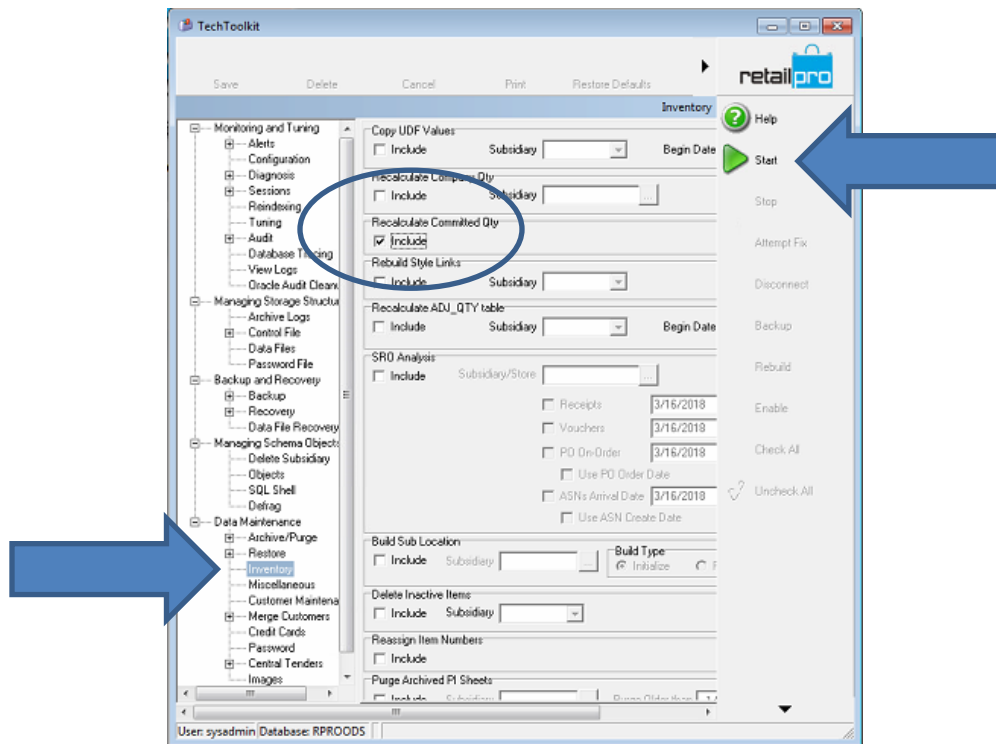 TechToolkit
Save Delete Cancel Print Restore Defaults
retailpro
Inventory
Monitoring and Tuning
Alerts
Configuration
Diagnosis
Sessions
Reindexing
Tuning
Audit
Database Tracing
View Logs
Oracle Audit Cleanu
Managing Storage Structu
Archive Logs
Control File
Data Files
Password File
Backup and Recovery
Backup
Recovery
Data File Recovery
Managing Schema Objects
Delete Subsidiary
Objects
SQL Shell
Defrag
Data Maintenance
Archive/Purge
Restore
Inventory
Miscellaneous
Customer Maintena
Merge Customers
Credit Cards
Password
Central Tenders
Images
Copy UDF Values
Include Subsidiary Begin Date
Recalculate Company Qty
Include Subsidiary ...
Recalculate Committed Qty
Include
Rebuild Style Links
Include Subsidiary
Recalculate ADJ_QTY table
Include Subsidiary Begin Date
SRO Analysis
Include Subsidiary/Store ...
Receipts 3/16/2018
Vouchers 3/16/2018
PO On-Order 3/16/2018
Use PO Order Date
ASNs Arrival Date 3/16/2018
Use ASN Create Date
Build Sub Location
Include Subsidiary ...
Build Type
Initialize
Delete Inactive Items
Include Subsidiary
Reassign Item Numbers
Include
Purge Archived PI Sheets
Include Subsidiary Purge Older than
Help
Start
Stop
Attempt Fix
Disconnect
Backup
Rebuild
Enable
Check All
Uncheck All
User: sysadmin Database: RPROODS